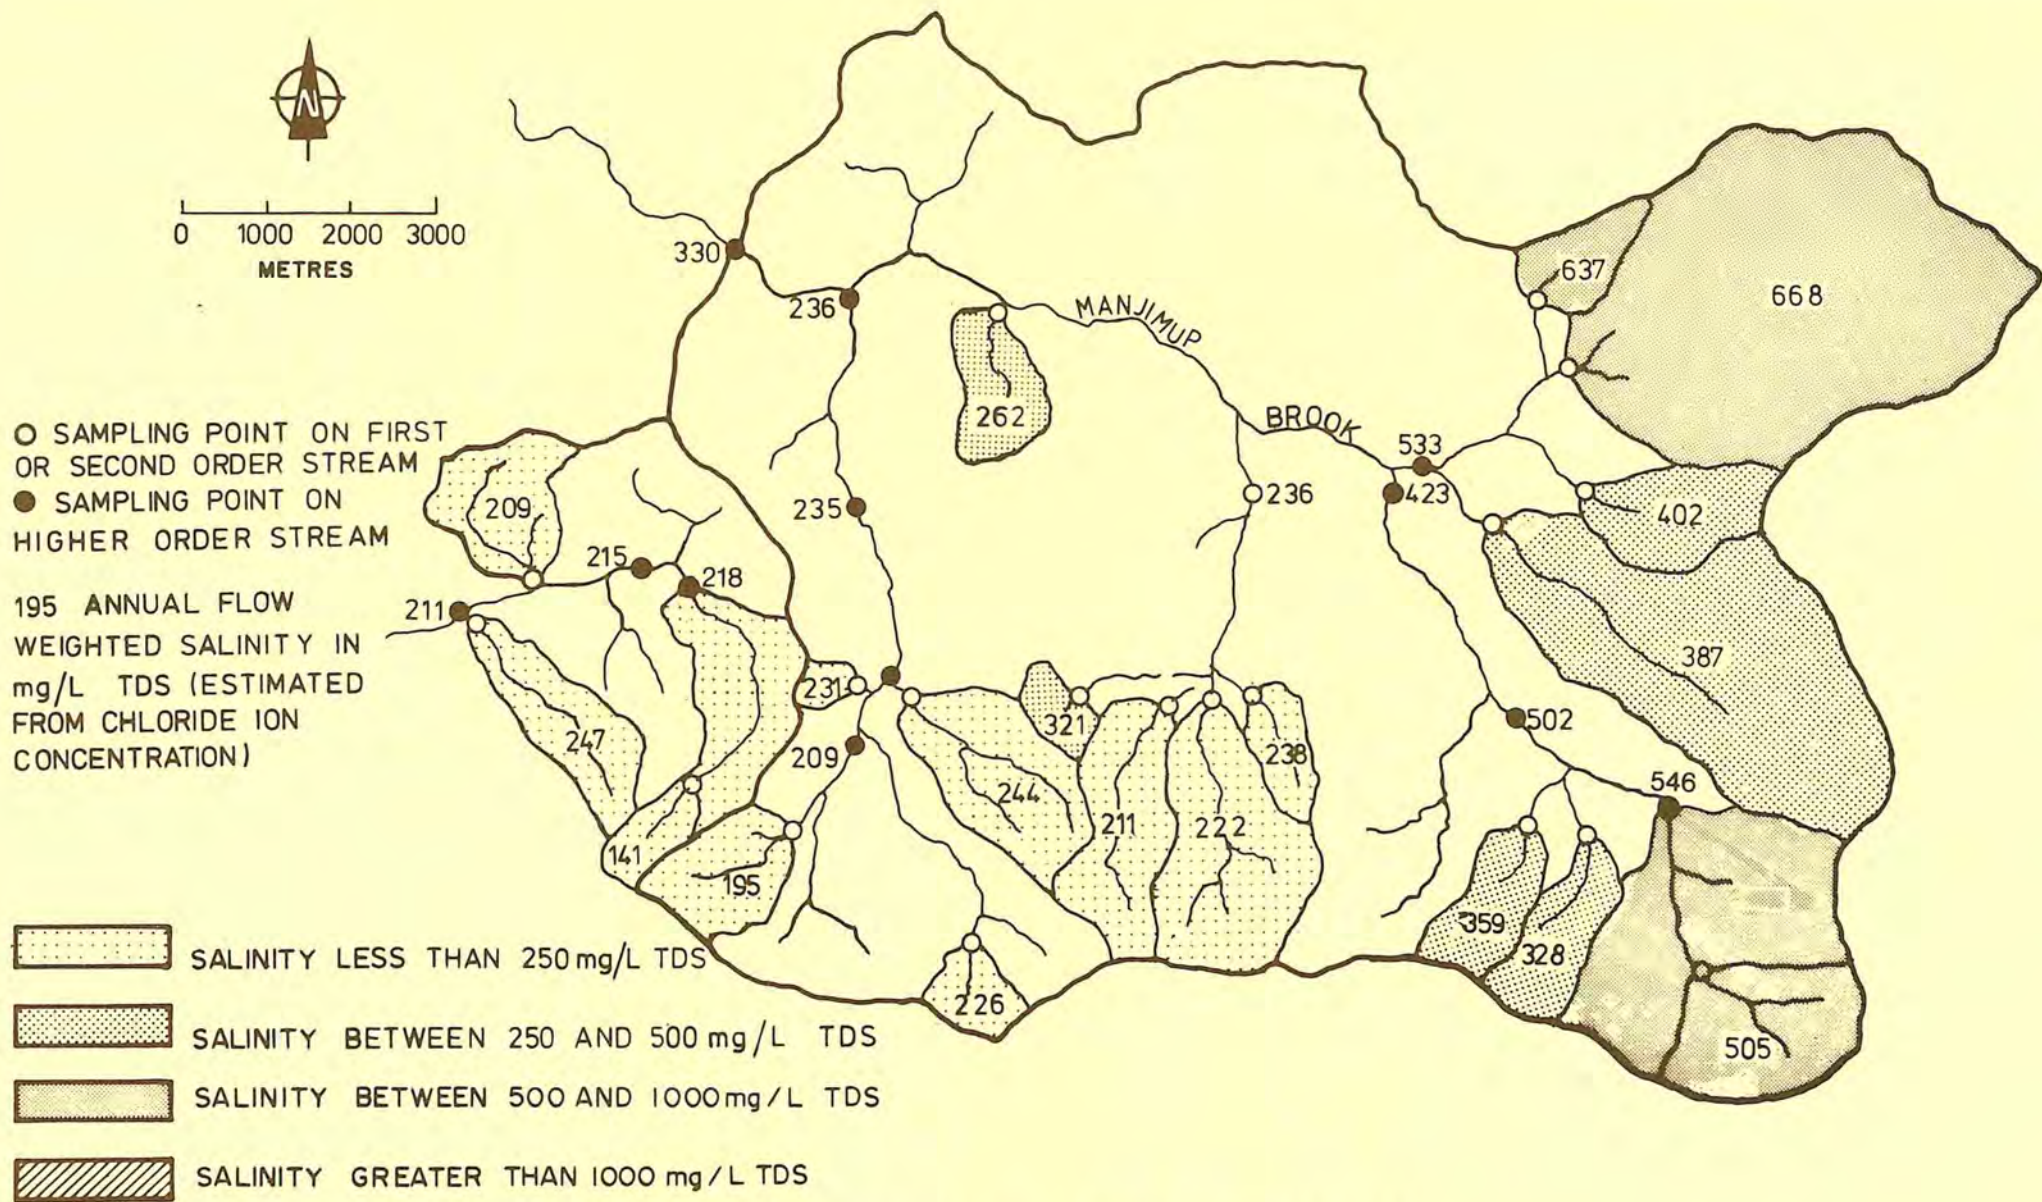 N
0 1000 2000 3000
METRES
SAMPLING POINT ON FIRST
OR SECOND ORDER STREAM
SAMPLING POINT ON
HIGHER ORDER STREAM
195 ANNUAL FLOW
WEIGHTED SALINITY IN
mg/L TDS (ESTIMATED
FROM CHLORIDE ION
CONCENTRATION)
SALINITY LESS THAN 250 mg/L TDS
SALINITY BETWEEN 250 AND 500 mg/L TDS
SALINITY BETWEEN 500 AND 1000 mg/L TDS
SALINITY GREATER THAN 1000 mg/L TDS
MANJIMUP
BROOK
330
236
262
637
668
533
423
236
402
235
209
215
218
211
387
231
321
502
247
209
244
211
222
238
546
141
195
359
328
226
505